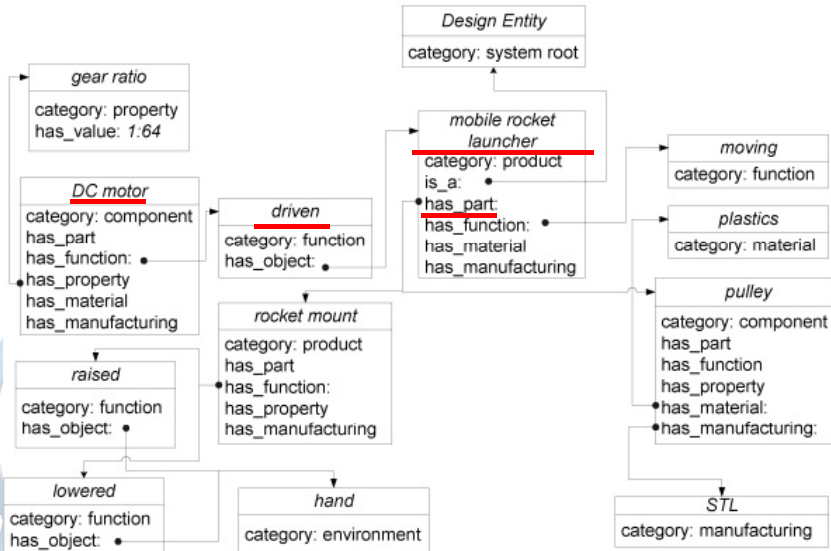 Design Entity
category: system root
gear ratio
category: property
has_value: 1:64
mobile rocket
launcher
category: product
is_a:
has_part:
has_function:
has_material
has_manufacturing
moving
category: function
DC motor
category: component
has_part
has_function:
has_property
has_material
has_manufacturing
driven
category: function
has_object:
plastics
category: material
rocket mount
category: product
has_part
has_function:
has_property
has_manufacturing
pulley
category: component
has_part
has_function
has_property
has_material:
has_manufacturing:
raised
category: function
has_object:
lowered
category: function
has_object:
hand
category: environment
STL
category: manufacturing